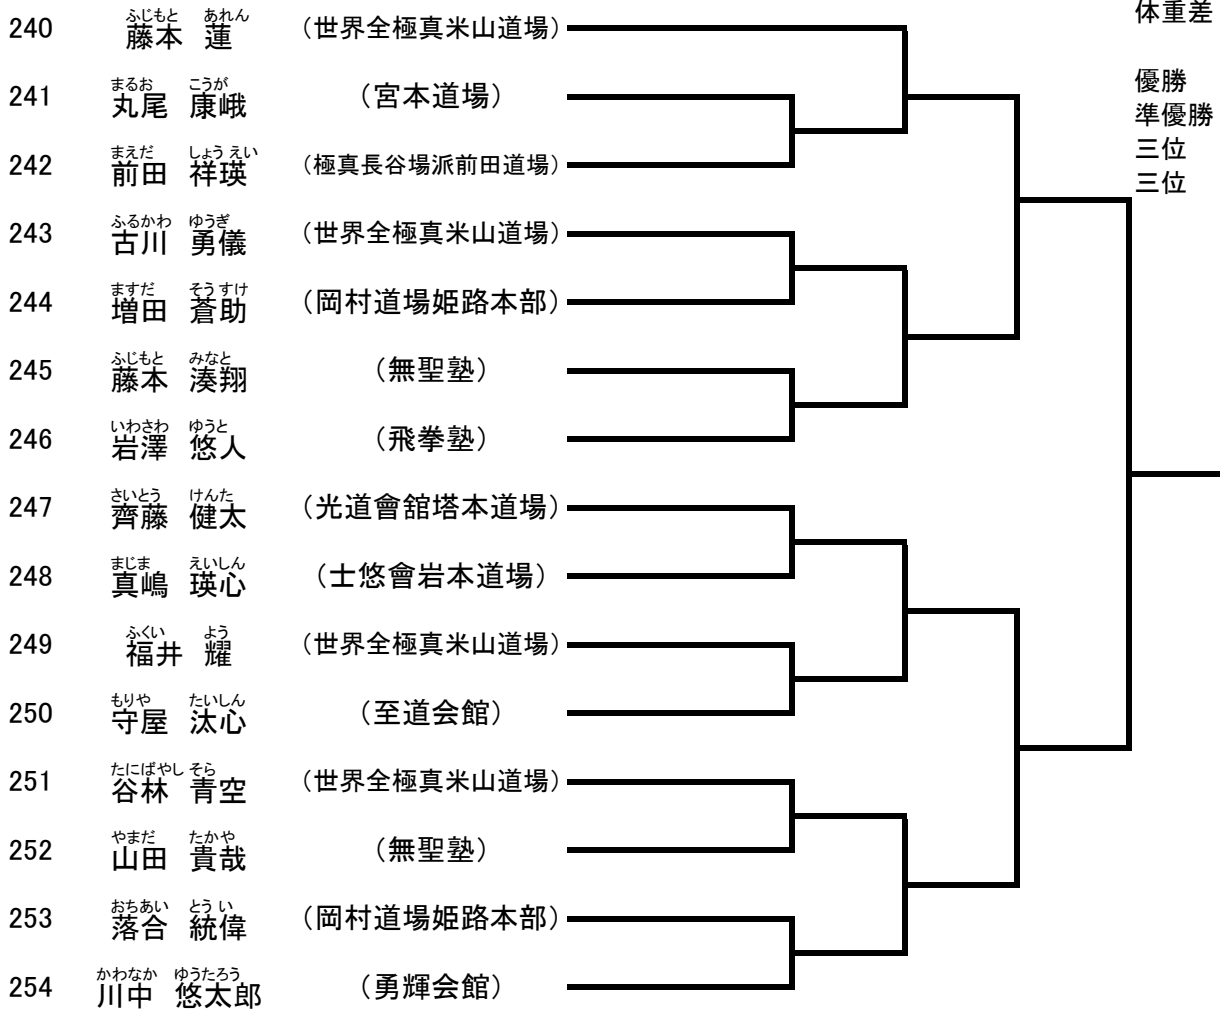 体重差
ふじもと あれん
240 藤本 蓮 (世界全極真米山道場)
優勝
まるお こうが
241 丸尾 康峨 (宮本道場)
準優勝
三位
まえだ しょうえい
242 前田 祥瑛 (極真長谷場派前田道場)
三位
ふるかわ ゆうぎ
243 古川 勇儀 (世界全極真米山道場)
ますだ そうすけ
244 増田 蒼助 (岡村道場姫路本部)
ふじもと みなと
245 藤本 湊翔 (無聖塾)
いわさわ ゆうと
246 岩澤 悠人 (飛拳塾)
さいとう けんた
247 齊藤 健太 (光道會舘塔本道場)
まじま えいしん
248 真嶋 瑛心 (士悠會岩本道場)
ふくい よう
249 福井 耀 (世界全極真米山道場)
もりや たいしん
250 守屋 汰心 (至道会館)
たにばやし そら
251 谷林 青空 (世界全極真米山道場)
やまだ たかや
252 山田 貴哉 (無聖塾)
おちあい とうい
253 落合 統偉 (岡村道場姫路本部)
かわなか ゆうたろう
254 川中 悠太郎 (勇輝会館)